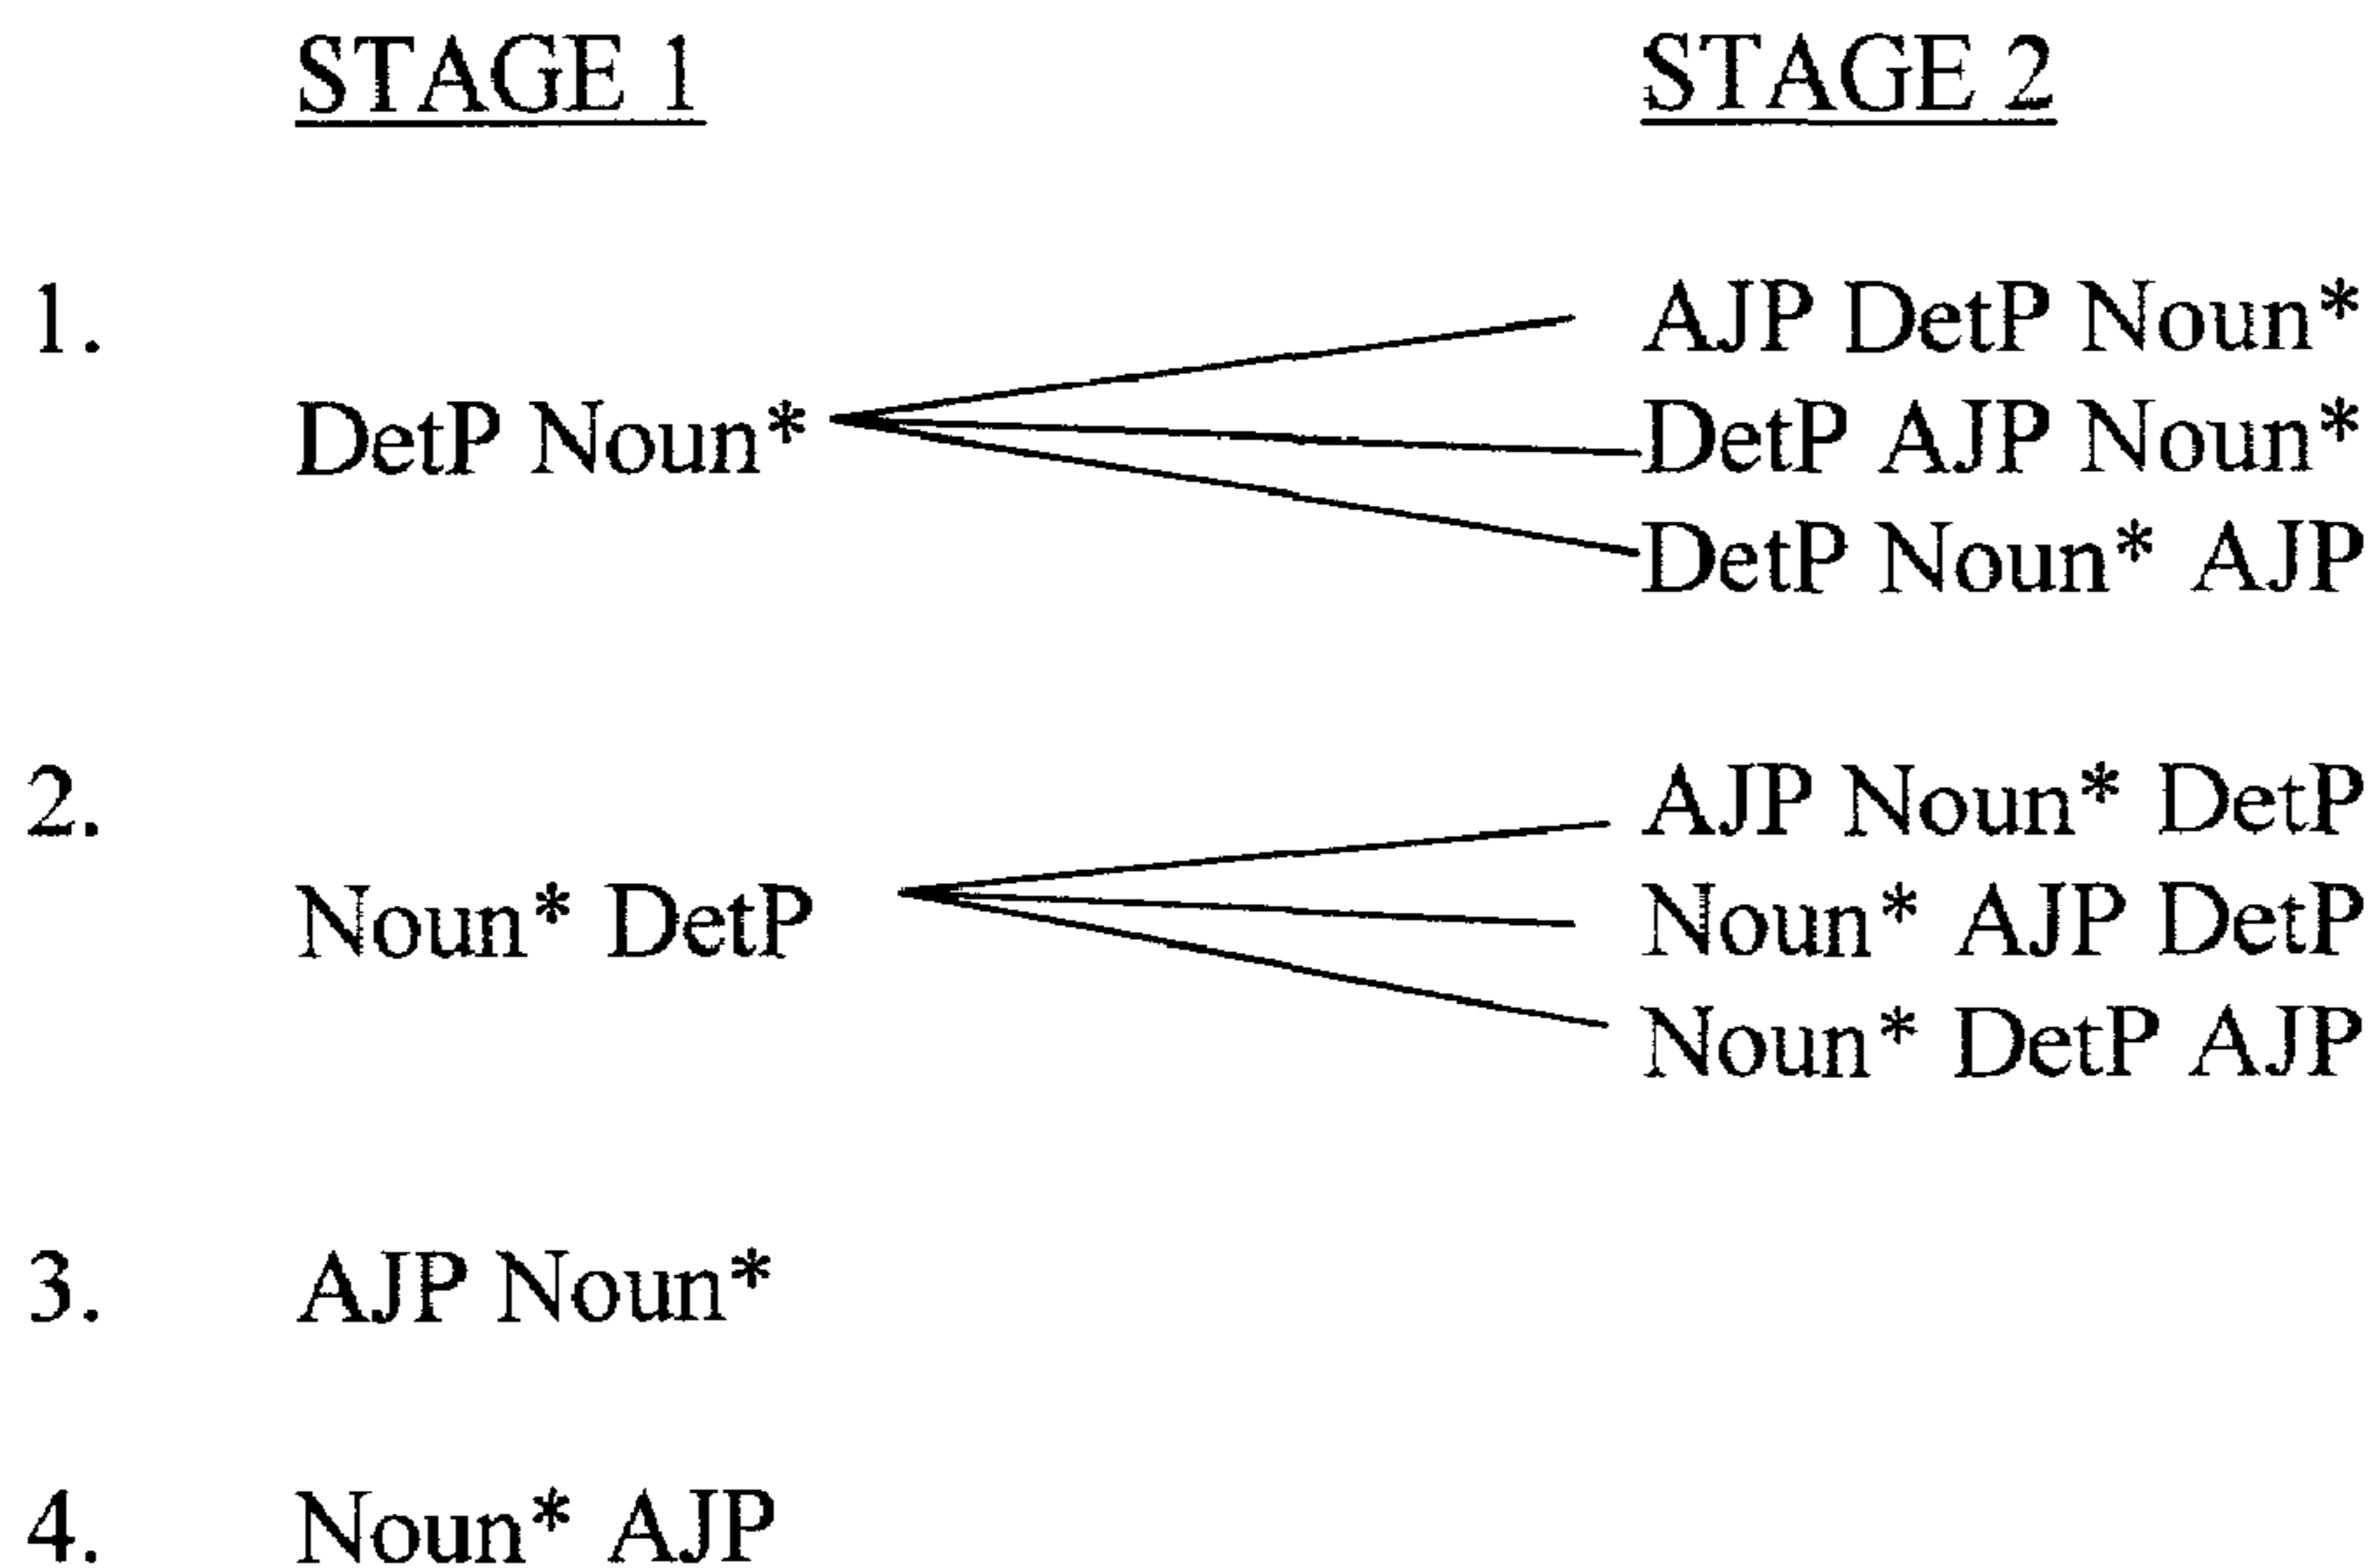 STAGE 1 STAGE 2
1. AJP DetP Noun*
DetP Noun* DetP AJP Noun*
DetP Noun* AJP
2. AJP Noun* DetP
Noun* DetP Noun* AJP DetP
Noun* DetP AJP
3. AJP Noun*
4. Noun* AJP